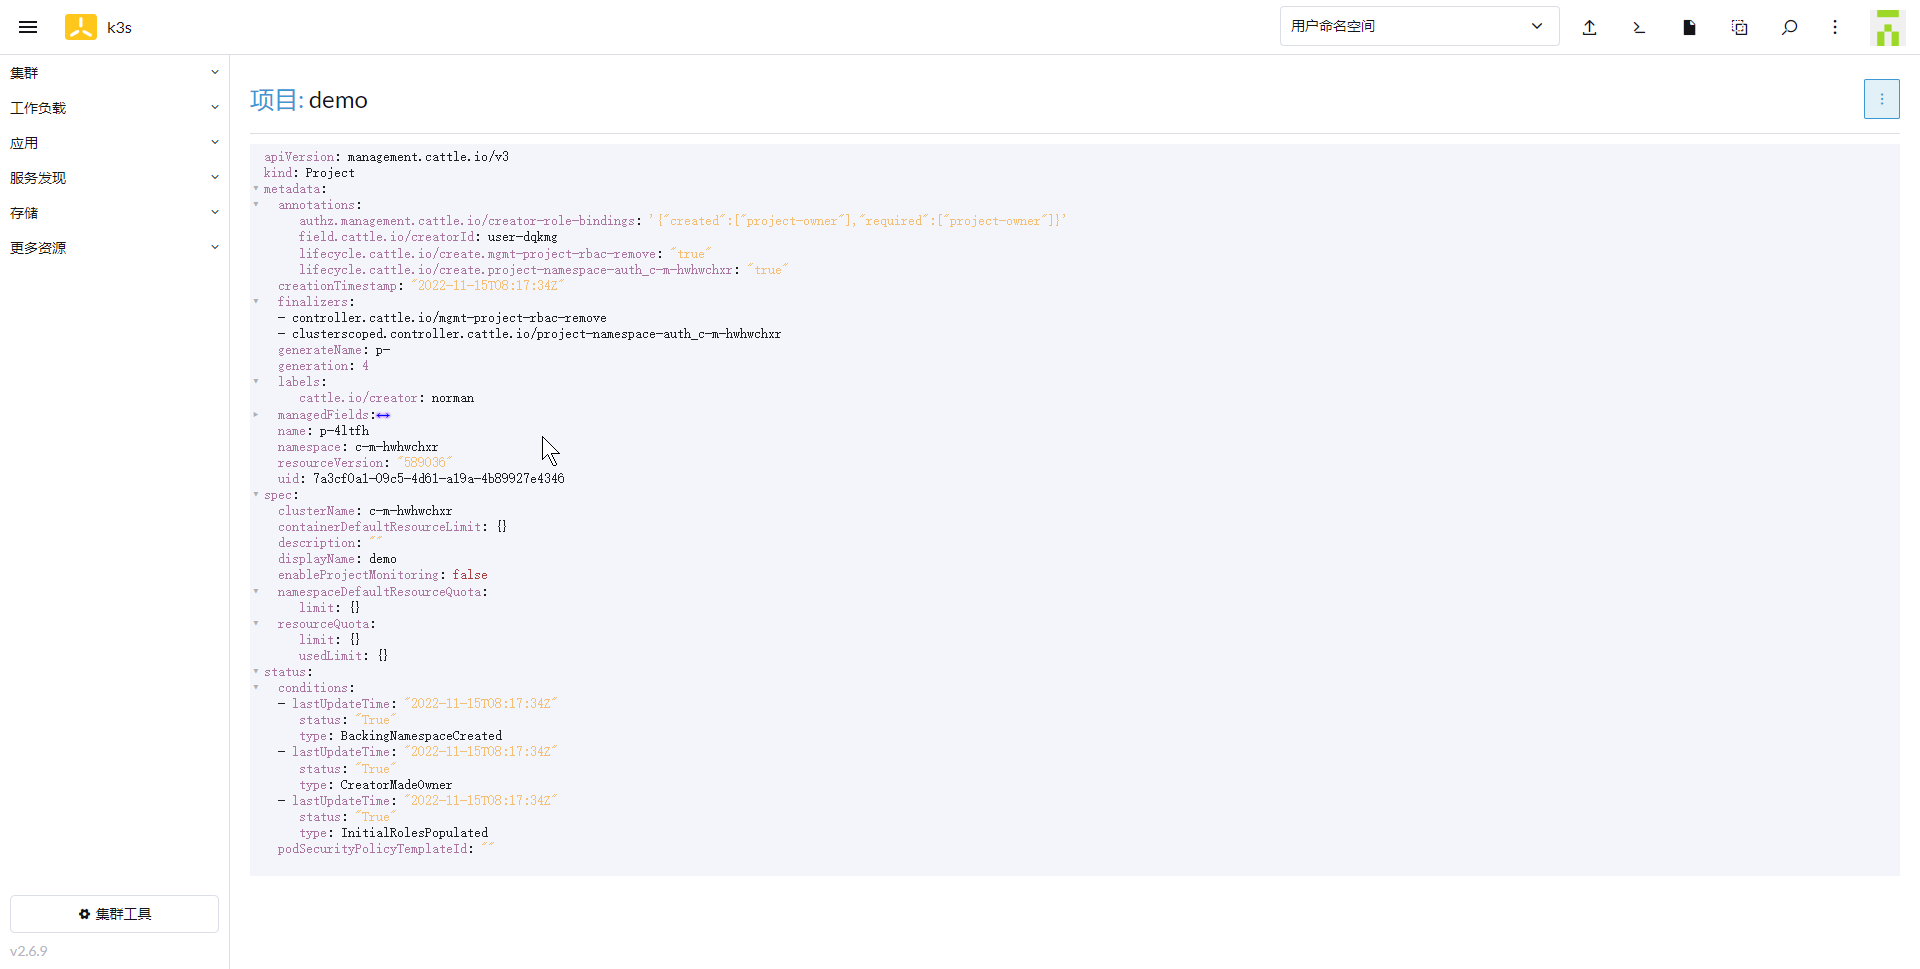 k3s
用户命名空间
集群
工作负载
应用
服务发现
存储
更多资源
项目: demo
apiVersion: management.cattle.io/v3
kind: Project
metadata:
annotations:
authz.management.cattle.io/creator-role-bindings: '{"created":["project-owner"],"required":["project-owner"]}'
field.cattle.io/creatorId: user-dqkmg
lifecycle.cattle.io/create.mgmt-project-rbac-remove: "true"
lifecycle.cattle.io/create.project-namespace-auth_c-m-hwhwchxr: "true"
creationTimestamp: "2022-11-15T08:17:34Z"
finalizers:
- controller.cattle.io/mgmt-project-rbac-remove
- clusterscoped.controller.cattle.io/project-namespace-auth_c-m-hwhwchxr
generateName: p-
generation: 4
labels:
cattle.io/creator: norman
managedFields:
name: p-4ltfh
namespace: c-m-hwhwchxr
resourceVersion: "589036"
uid: 7a3cf0a1-09c5-4d61-a19a-4b89927e4346
spec:
clusterName: c-m-hwhwchxr
containerDefaultResourceLimit: {}
description: ""
displayName: demo
enableProjectMonitoring: false
namespaceDefaultResourceQuota:
limit: {}
resourceQuota:
limit: {}
usedLimit: {}
status:
conditions:
- lastUpdateTime: "2022-11-15T08:17:34Z"
status: "True"
type: BackingNamespaceCreated
- lastUpdateTime: "2022-11-15T08:17:34Z"
status: "True"
type: CreatorMadeOwner
- lastUpdateTime: "2022-11-15T08:17:34Z"
status: "True"
type: InitialRolesPopulated
podSecurityPolicyTemplateId: ""
集群工具
v2.6.9